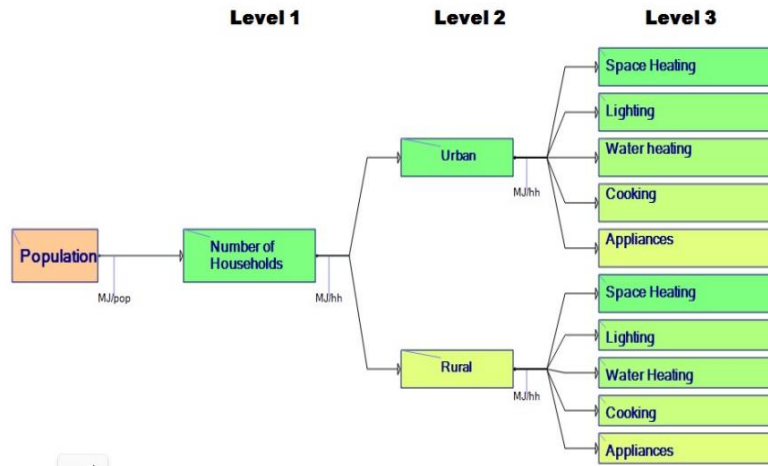 Level 1
Level 2
Level 3
Population
MJ/pop
Number of
Households
MJ/hh
Urban
MJ/hh
Space Heating
Lighting
Water heating
Cooking
Appliances
Rural
MJ/hh
Space Heating
Lighting
Water Heating
Cooking
Appliances